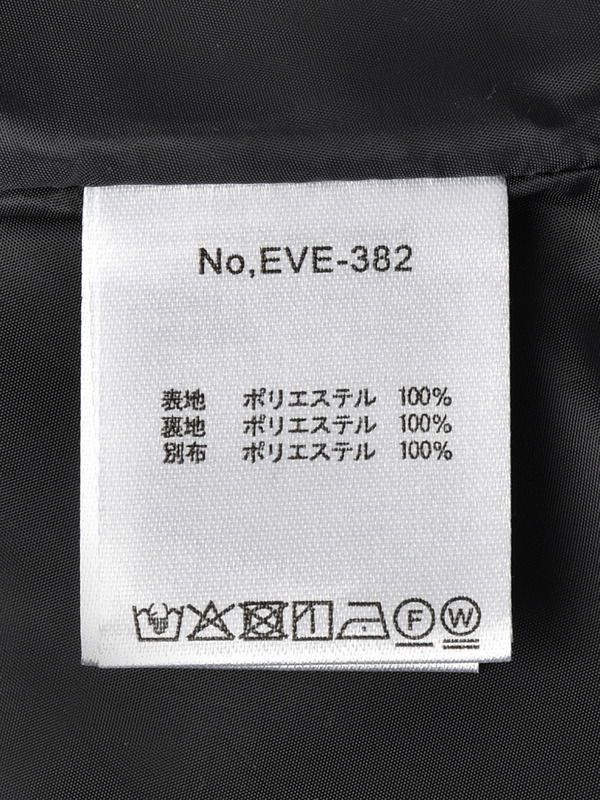 No,EVE-382
表地 ポリエステル 100%
裏地 ポリエステル 100%
別布 ポリエステル 100%
F W